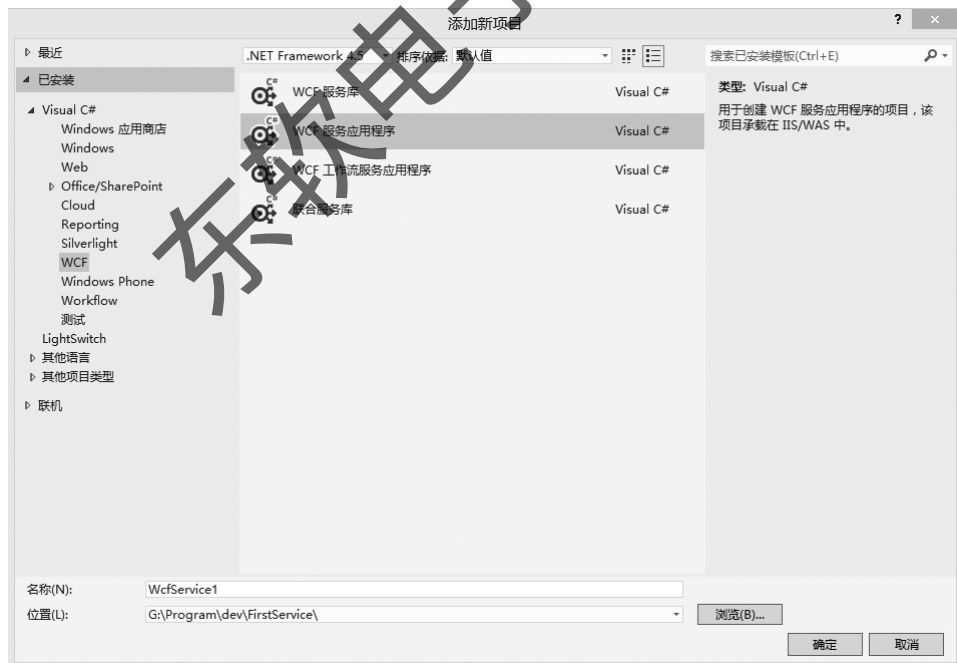 添加新项目
?
▷ 最近
.NET Framework 4.5 排序依据: 默认值
搜索已安装模板(Ctrl+E)
已安装
Visual C#
Windows 应用商店
Windows
Web
Office/SharePoint
Cloud
Reporting
Silverlight
WCF
Windows Phone
Workflow
测试
LightSwitch
其他语言
其他项目类型
联机
WCF 服务库 Visual C#
WCF 服务应用程序 Visual C#
WCF 工作流服务应用程序 Visual C#
联合服务库 Visual C#
类型: Visual C#
用于创建 WCF 服务应用程序的项目，该
项目承载在 IIS/WAS 中。
名称(N): WcfService1
位置(L): G:\Program\dev\FirstService\
浏览(B)...
确定 取消
东软电